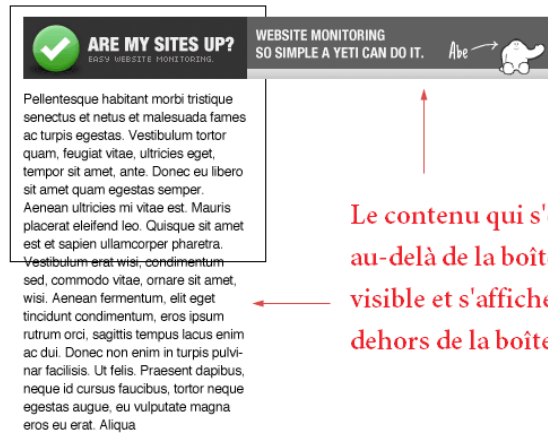 ARE MY SITES UP?
EASY WEBSITE MONITORING.
WEBSITE MONITORING
SO SIMPLE A YETI CAN DO IT.
Abe
Pellentesque habitant morbi tristique
senectus et netus et malesuada fames
ac turpis egestas. Vestibulum tortor
quam, feugiat vitae, ultricies eget,
tempor sit amet, ante. Donec eu libero
sit amet quam egestas semper.
Aenean ultricies mi vitae est. Mauris
placerat eleifend leo. Quisque sit amet
est et sapien ullamcorper pharetra.
Vestibulum erat wisi, condimentum
sed, commodo vitae, ornare sit amet,
wisi. Aenean fermentum, elit eget
tincidunt condimentum, eros ipsum
rutrum orci, sagittis tempus lacus enim
ac dui. Donec non enim in turpis pulvi-
nar facilisis. Ut felis. Praesent dapibus,
neque id cursus faucibus, tortor neque
egestas augue, eu vulputate magna
eros eu erat. Aliqua
Le contenu qui
au-delà de la boît
visible et s'affiche
dehors de la boîte